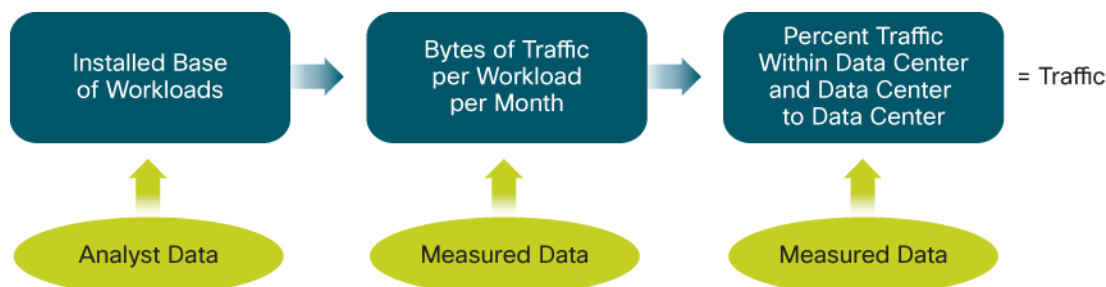 Installed Base
of Workloads
Bytes of Traffic
per Workload
per Month
Percent Traffic
Within Data Center
and Data Center
to Data Center
= Traffic
Analyst Data
Measured Data
Measured Data